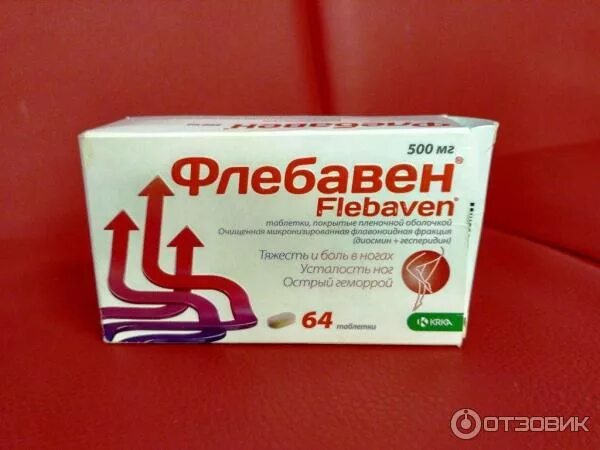 Флебавен
500 мг
Флебавен®
Flebaven®
таблетки, покрытые пленочной оболочкой
Очищенная микронизированная флавоноидная фракция
(диосмин + гесперидин)
Тяжесть и боль в ногах
Усталость ног
Острый геморрой
64 таблетки
KRKA
ОТЗОВИК